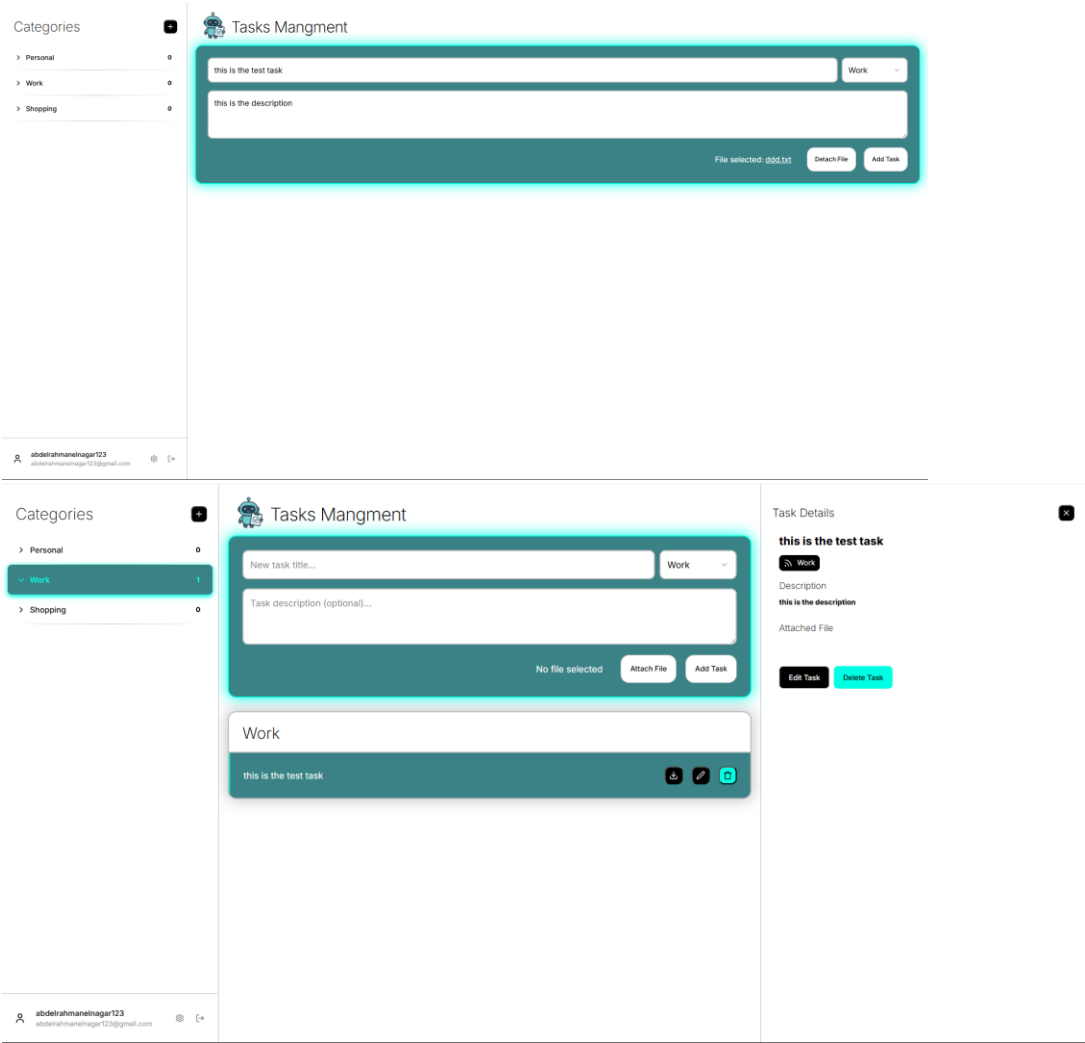 Categories
Tasks Mangment
Personal 0
Work 0
Shopping 0
this is the test task
Work
this is the description
File selected: ddd.txt
Detach File
Add Task
abdelrahmanelnagar123
abdelrahmanelnagar123@gmail.com
Categories
Personal 0
Work 1
Shopping 0
Tasks Mangment
New task title...
Work
Task description (optional)...
No file selected
Attach File
Add Task
Work
this is the test task
Task Details
this is the test task
Work
Description
this is the description
Attached File
Edit Task
Delete Task
abdelrahmanelnagar123
abdelrahmanelnagar123@gmail.com